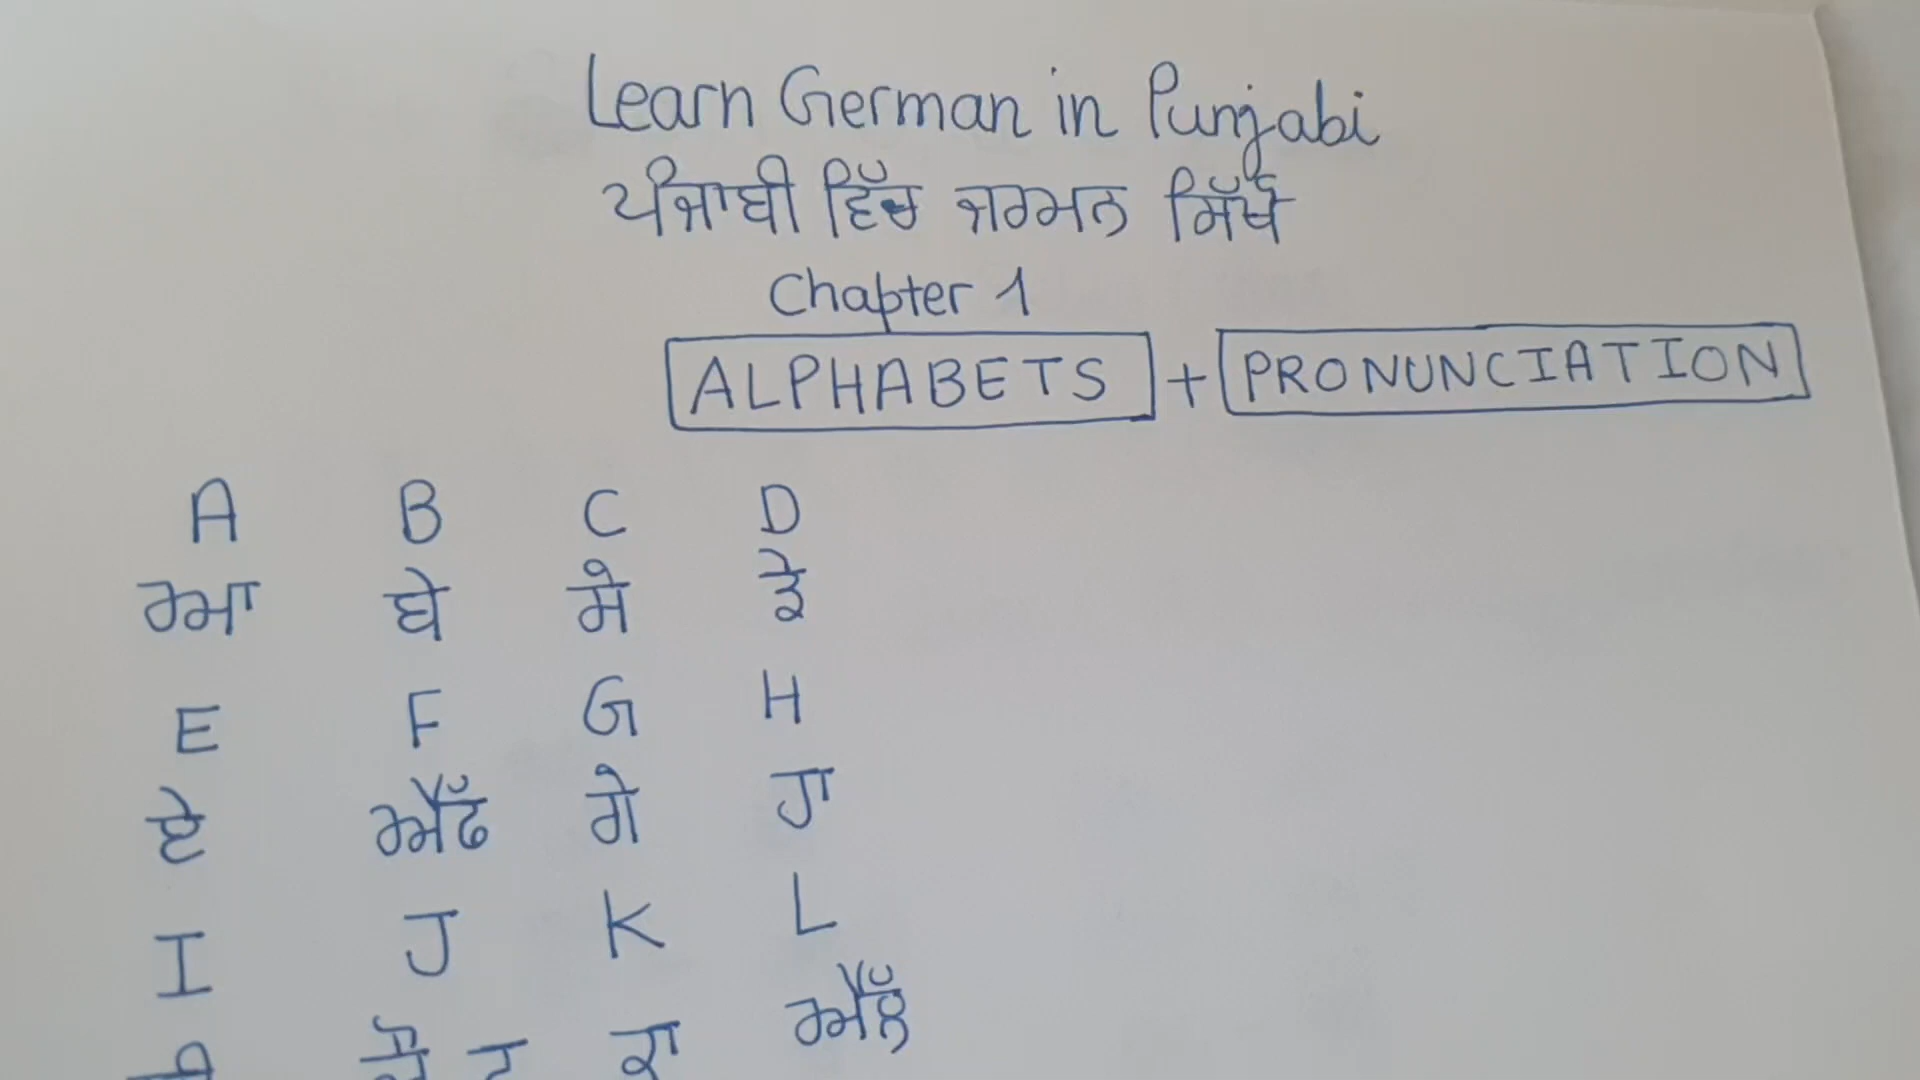 Learn German in Punjabi
ਪੰਜਾਬੀ ਵਿੱਚ ਜਰਮਨ ਸਿੱਖੋ
Chapter 1
ALPHABETS + PRONUNCIATION
A B C D
ਆ ਬੇ ਸੇ ਡੇ
E F G H
ਏ ਐੱਫ ਗੇ ਹਾ
I J K L
ਕਾ ਐੱਲ